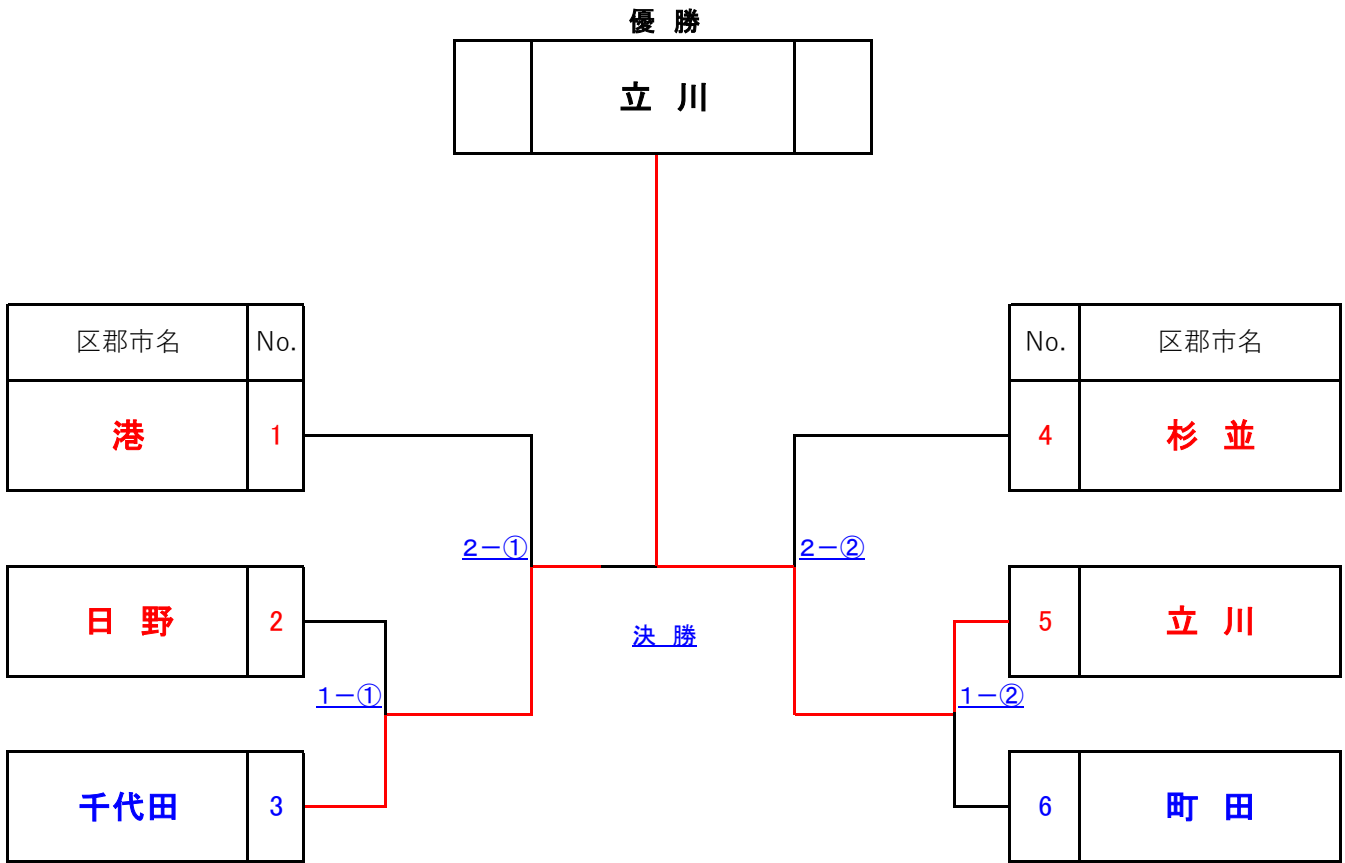 優 勝
立 川
区郡市名 No.
No. 区郡市名
港 1
4 杉 並
2-①
2-②
日 野 2
5 立 川
決 勝
1-①
1-②
千代田 3
6 町 田